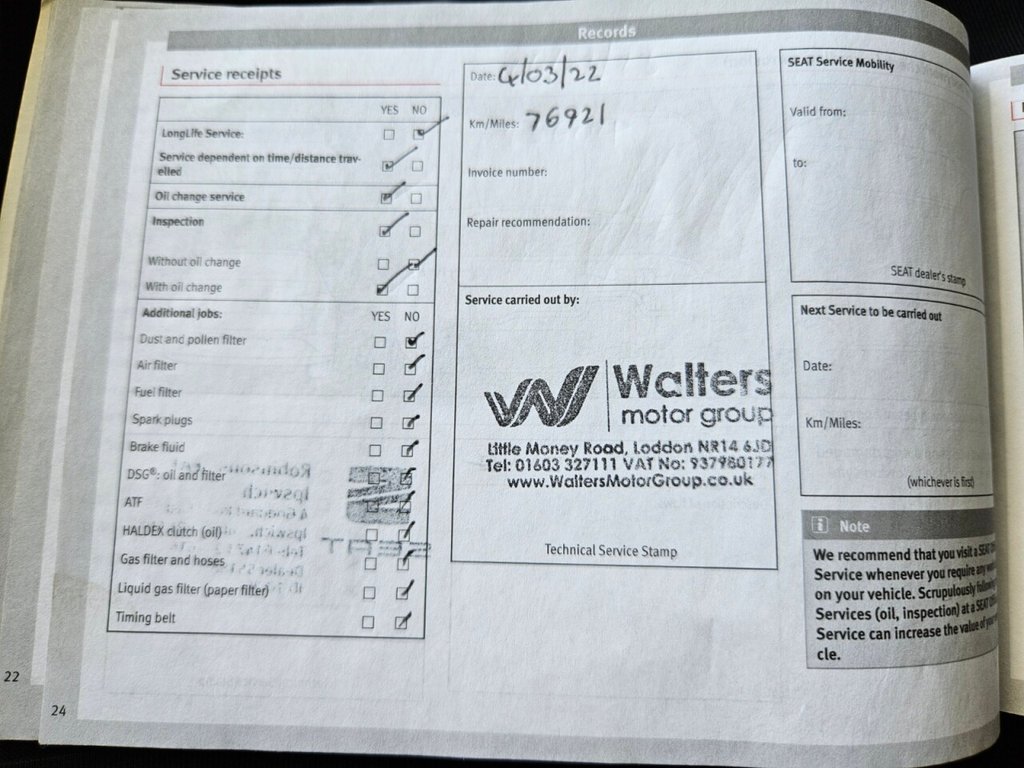 Records
Service receipts
YES NO
LongLife Service:
Service dependent on time/distance trav-
elled
Oil change service
Inspection
Without oil change
With oil change
Additional jobs: YES NO
Dust and pollen filter
Air filter
Fuel filter
Spark plugs
Brake fluid
DSG®: oil and filter
ATF
HALDEX clutch (oil)
Gas filter and hoses
Liquid gas filter (paper filter)
Timing belt
Date: 4/03/22
Km/Miles: 76921
Invoice number:
Repair recommendation:
Service carried out by:
Walters
motor group
Little Money Road, Loddon NR14 6JD
Tel: 01603 327111 VAT No: 937980177
www.WaltersMotorGroup.co.uk
Technical Service Stamp
SEAT Service Mobility
Valid from:
to:
SEAT dealer's stamp
Next Service to be carried out
Date:
Km/Miles:
(whichever is first)
i Note
We recommend that you visit a SEAT
Service whenever you require any
on your vehicle. Scrupulously
Services (oil, inspection) at a SEAT
Service can increase the value of
cle.
22
24